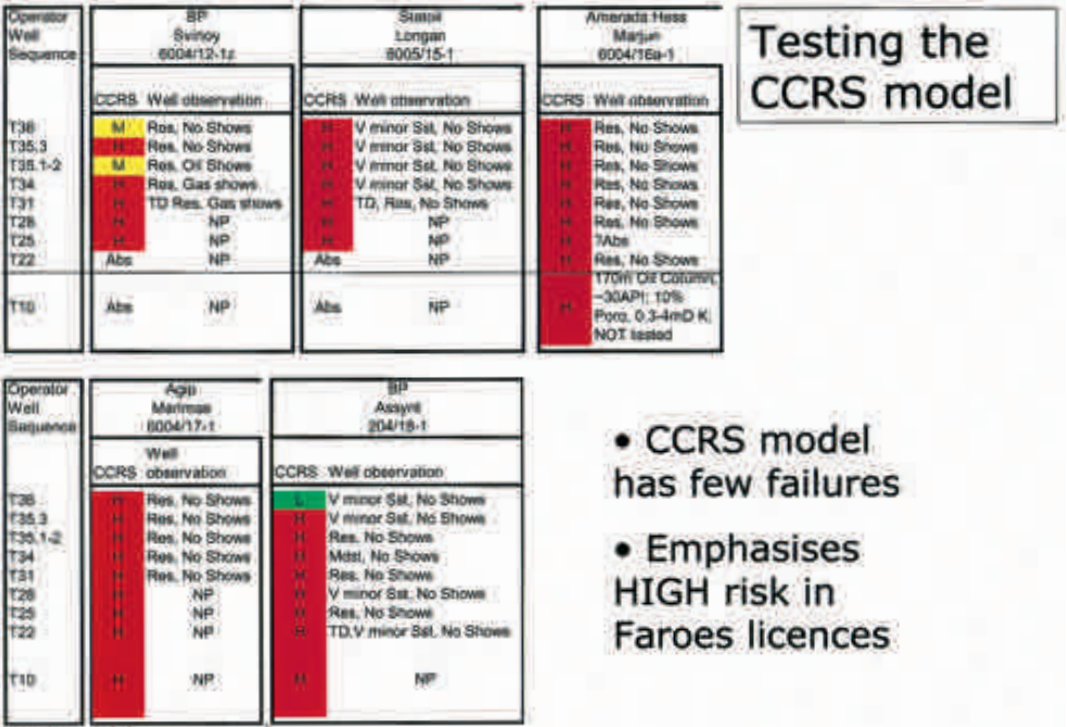 Operator BP Statoil Amerada Hess
Well Svinoy Longan Marjun
Sequence 6004/12-1z 6005/15-1 6004/16a-1
Testing the
CCRS model
CCRS Well observation CCRS Well observation CCRS Well observation
T36 M Res, No Shows H V minor Sst, No Shows H Res, No Shows
T35.3 H Res, No Shows H V minor Sst, No Shows H Res, No Shows
T35.1-2 M Res, Oil Shows H V minor Sst, No Shows H Res, No Shows
T34 H Res, Gas shows H V minor Sst, No Shows H Res, No Shows
T31 H TD Res, Gas shows H TD, Res, No Shows H Res, No Shows
T28 H NP H NP H Res, No Shows
T25 H NP H NP H ?Abs
T22 Abs NP Abs NP H Res, No Shows
T10 Abs NP Abs NP H 170m Oil Column,
~30API; 10%
Poro, 0.3-4mD K;
NOT tested
Operator Agip BP
Well Marimas Assynt
Sequence 6004/17-1 204/18-1
Well
CCRS observation CCRS Well observation
T36 H Res, No Shows L V minor Sst, No Shows
T35.3 H Res, No Shows H V minor Sst, No Shows
T35.1-2 H Res, No Shows H Res, No Shows
T34 H Res, No Shows H Mdst, No Shows
T31 H Res, No Shows H Res, No Shows
T28 H NP H V minor Sst, No Shows
T25 H NP H Res, No Shows
T22 H NP H TD,V minor Sst, No Shows
T10 H NP H NP
• CCRS model
has few failures
• Emphasises
HIGH risk in
Faroes licences